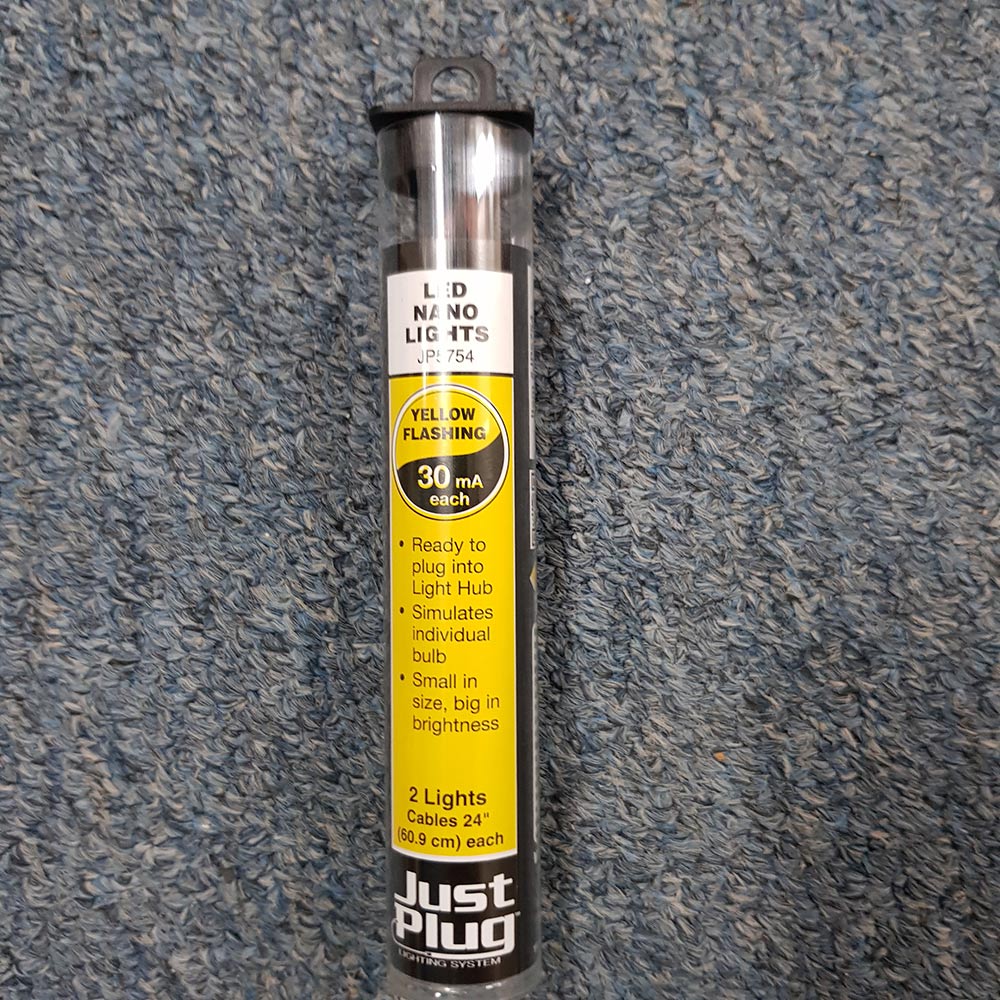 LED
NANO
LIGHTS
JP5754
YELLOW
FLASHING
30 mA
each
• Ready to
plug into
Light Hub
• Simulates
individual
bulb
• Small in
size, big in
brightness
2 Lights
Cables 24"
(60.9 cm) each
Just
Plug™
LIGHTING SYSTEM